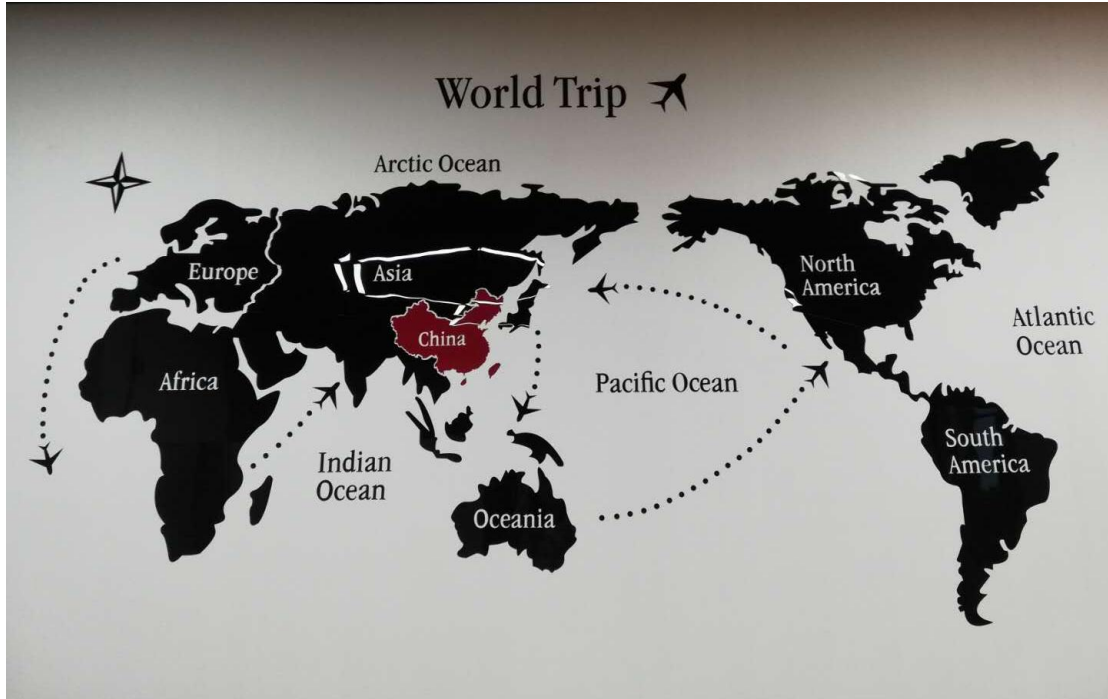 World Trip
Arctic Ocean
Europe
Asia
North
America
China
Atlantic
Ocean
Africa
Pacific Ocean
Indian
Ocean
South
America
Oceania